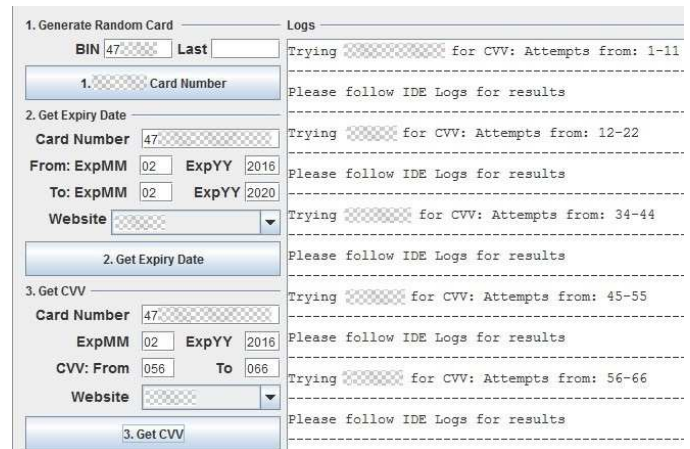 1. Generate Random Card
BIN 47 Last
1. Card Number
2. Get Expiry Date
Card Number 47
From: ExpMM 02 ExpYY 2016
To: ExpMM 02 ExpYY 2020
Website
2. Get Expiry Date
3. Get CVV
Card Number 47
ExpMM 02 ExpYY 2016
CVV: From 056 To 066
Website
3. Get CVV
Logs
Trying for CVV: Attempts from: 1-11
Please follow IDE Logs for results
Trying for CVV: Attempts from: 12-22
Please follow IDE Logs for results
Trying for CVV: Attempts from: 34-44
Please follow IDE Logs for results
Trying for CVV: Attempts from: 45-55
Please follow IDE Logs for results
Trying for CVV: Attempts from: 56-66
Please follow IDE Logs for results